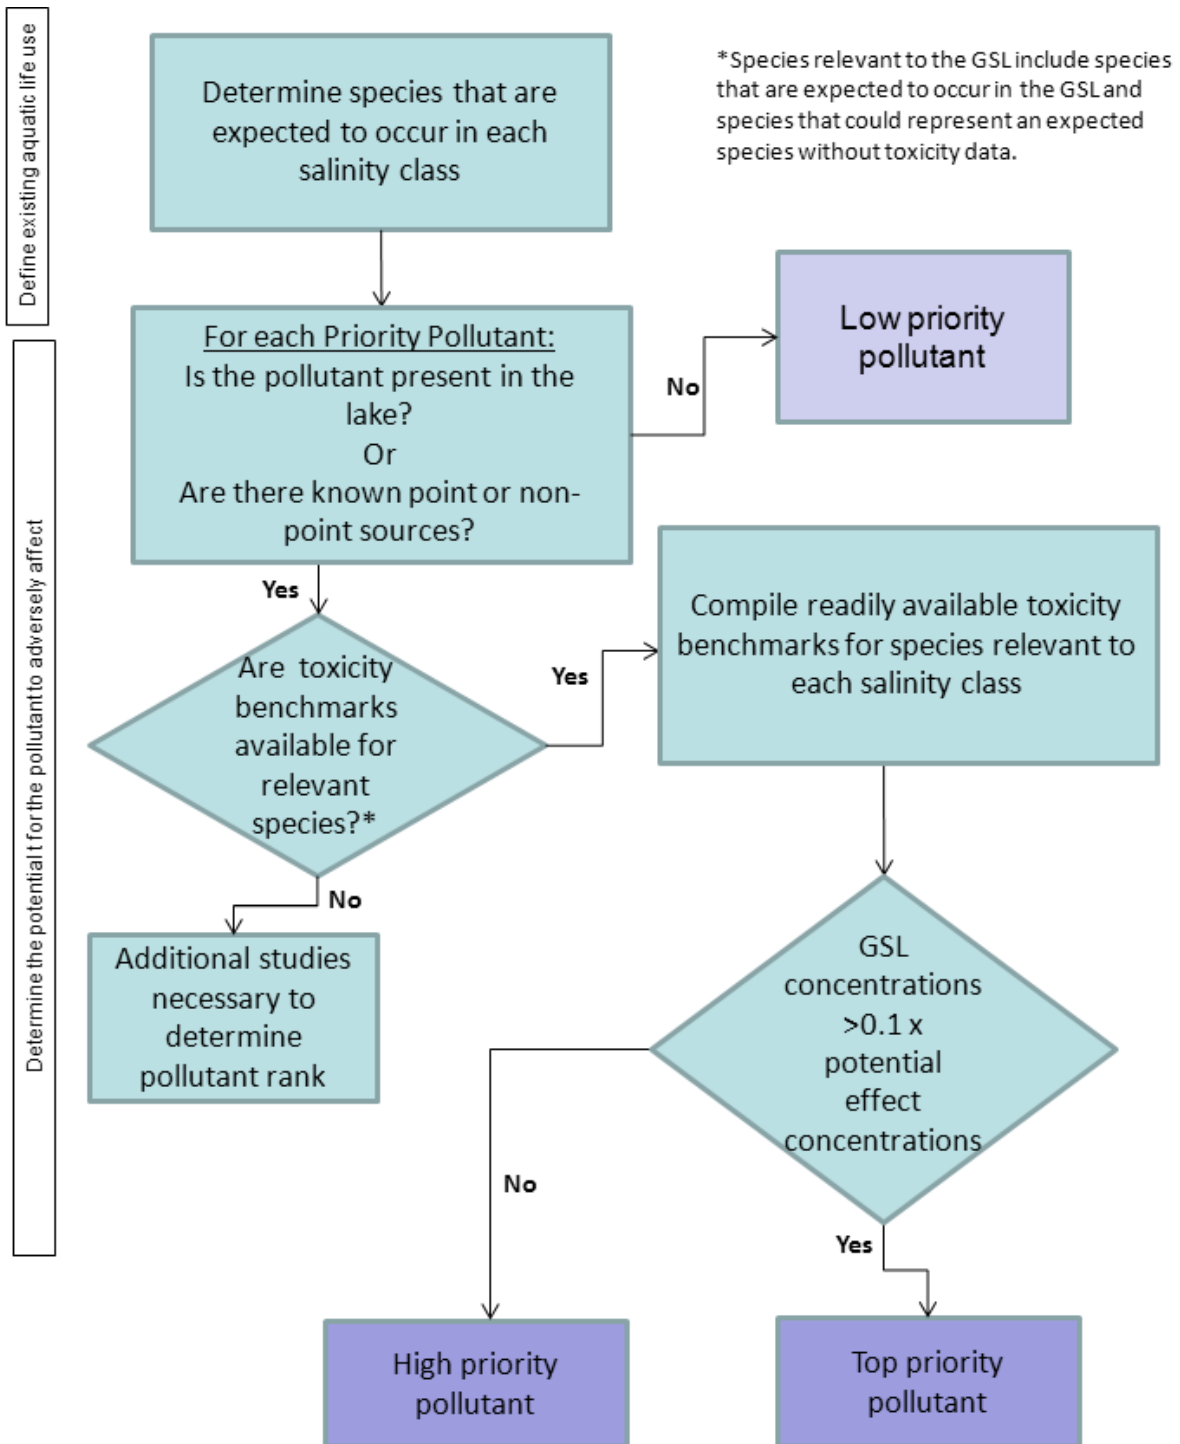 Define existing aquatic life use
Determine species that are
expected to occur in each
salinity class
*Species relevant to the GSL include species
that are expected to occur in the GSL and
species that could represent an expected
species without toxicity data.
Determine the potential for the pollutant to adversely affect
For each Priority Pollutant:
Is the pollutant present in the
lake?
Or
Are there known point or non-
point sources?
No
Low priority
pollutant
Yes
Are toxicity
benchmarks
available for
relevant
species?*
Yes
Compile readily available toxicity
benchmarks for species relevant to
each salinity class
No
Additional studies
necessary to
determine
pollutant rank
GSL
concentrations
>0.1 x
potential
effect
concentrations
No
High priority
pollutant
Yes
Top priority
pollutant